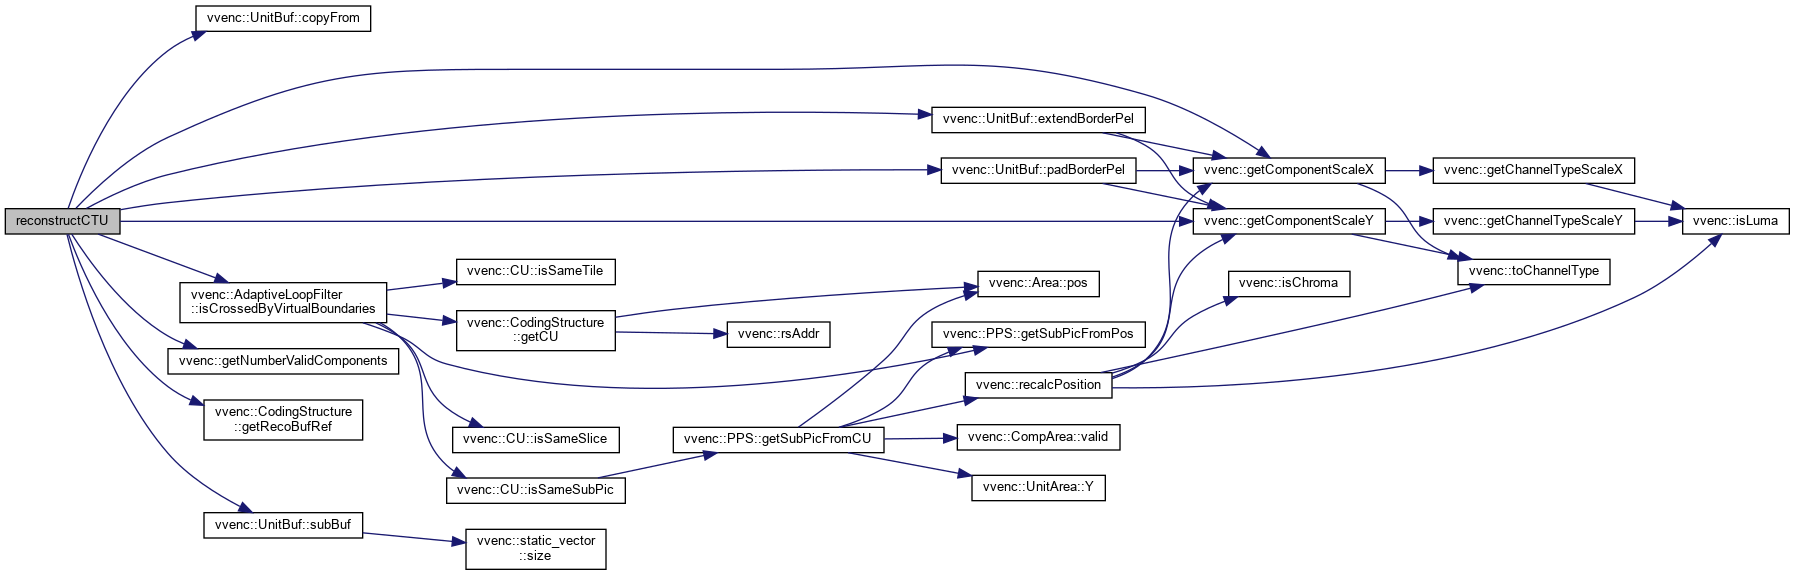 vvenc::UnitBuf::copyFrom
vvenc::UnitBuf::extendBorderPel
vvenc::UnitBuf::padBorderPel
vvenc::getComponentScaleX
vvenc::getChannelTypeScaleX
reconstructCTU
vvenc::getComponentScaleY
vvenc::getChannelTypeScaleY
vvenc::isLuma
vvenc::CU::isSameTile
vvenc::toChannelType
vvenc::AdaptiveLoopFilter
::isCrossedByVirtualBoundaries
vvenc::Area::pos
vvenc::isChroma
vvenc::CodingStructure
::getCU
vvenc::rsAddr
vvenc::PPS::getSubPicFromPos
vvenc::getNumberValidComponents
vvenc::recalcPosition
vvenc::CodingStructure
::getRecoBufRef
vvenc::CU::isSameSlice
vvenc::PPS::getSubPicFromCU
vvenc::CompArea::valid
vvenc::CU::isSameSubPic
vvenc::UnitArea::Y
vvenc::UnitBuf::subBuf
vvenc::static_vector
::size